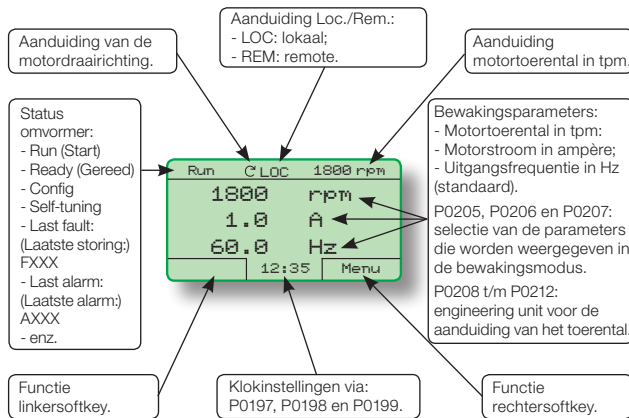 Aanduiding van de
motordraairichting.
Aanduiding Loc./Rem.:
- LOC: lokaal;
- REM: remote.
Aanduiding
motortoerental in tpm.
Status
omvormer:
- Run (Start)
- Ready (Gereed)
- Config
- Self-tuning
- Last fault:
(Laatste storing:)
FXXX
- Last alarm:
(Laatste alarm:)
AXXX
- enz.
Run LOC 1800 rpm
1800 rpm
1.0 A
60.0 Hz
12:35 Menu
Bewakingsparameters:
- Motortoerental in tpm:
- Motorstroom in ampère;
- Uitgangsfrequentie in Hz
(standaard).
P0205, P0206 en P0207:
selectie van de parameters
die worden weergegeven in
de bewakingsmodus.
P0208 t/m P0212:
engineering unit voor de
aanduiding van het toerental.
Functie
linkersoftkey.
Klokinstellingen via:
P0197, P0198 en P0199.
Functie
rechtersoftkey.